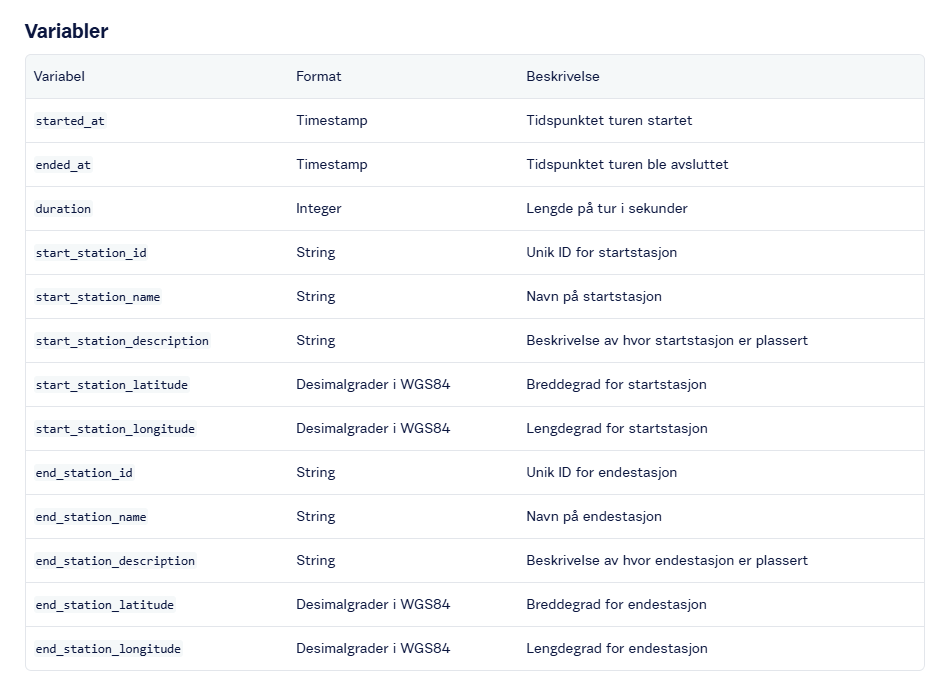 Variabler
Variabel Format Beskrivelse
started_at Timestamp Tidspunktet turen startet
ended_at Timestamp Tidspunktet turen ble avsluttet
duration Integer Lengde på tur i sekunder
start_station_id String Unik ID for startstasjon
start_station_name String Navn på startstasjon
start_station_description String Beskrivelse av hvor startstasjon er plassert
start_station_latitude Desimalgrader i WGS84 Breddegrad for startstasjon
start_station_longitude Desimalgrader i WGS84 Lengdegrad for startstasjon
end_station_id String Unik ID for endestasjon
end_station_name String Navn på endestasjon
end_station_description String Beskrivelse av hvor endestasjon er plassert
end_station_latitude Desimalgrader i WGS84 Breddegrad for endestasjon
end_station_longitude Desimalgrader i WGS84 Lengdegrad for endestasjon